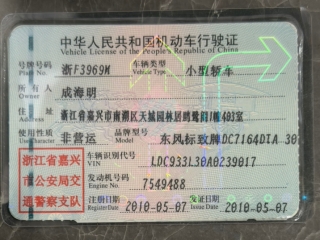 中华人民共和国机动车行驶证
Vehicle License of the People's Republic of China
号牌号码 浙F3969M 车辆类型 小型轿车
Plate No. Vehicle Type
所有人 成海明
Owner
住址 浙江省嘉兴市南湖区天城园林居鸣鹭阁1幢403室
Address
使用性质 非营运 品牌型号 东风标致牌DC7164DTA 30
Use Character Model
浙江省嘉兴市公安局交通警察支队
车辆识别代号 LDC933L30A0239017
VIN
发动机号码 7549488
Engine No.
注册日期 2010-05-07 发证日期 2010-05-07
Register Date Issue Date